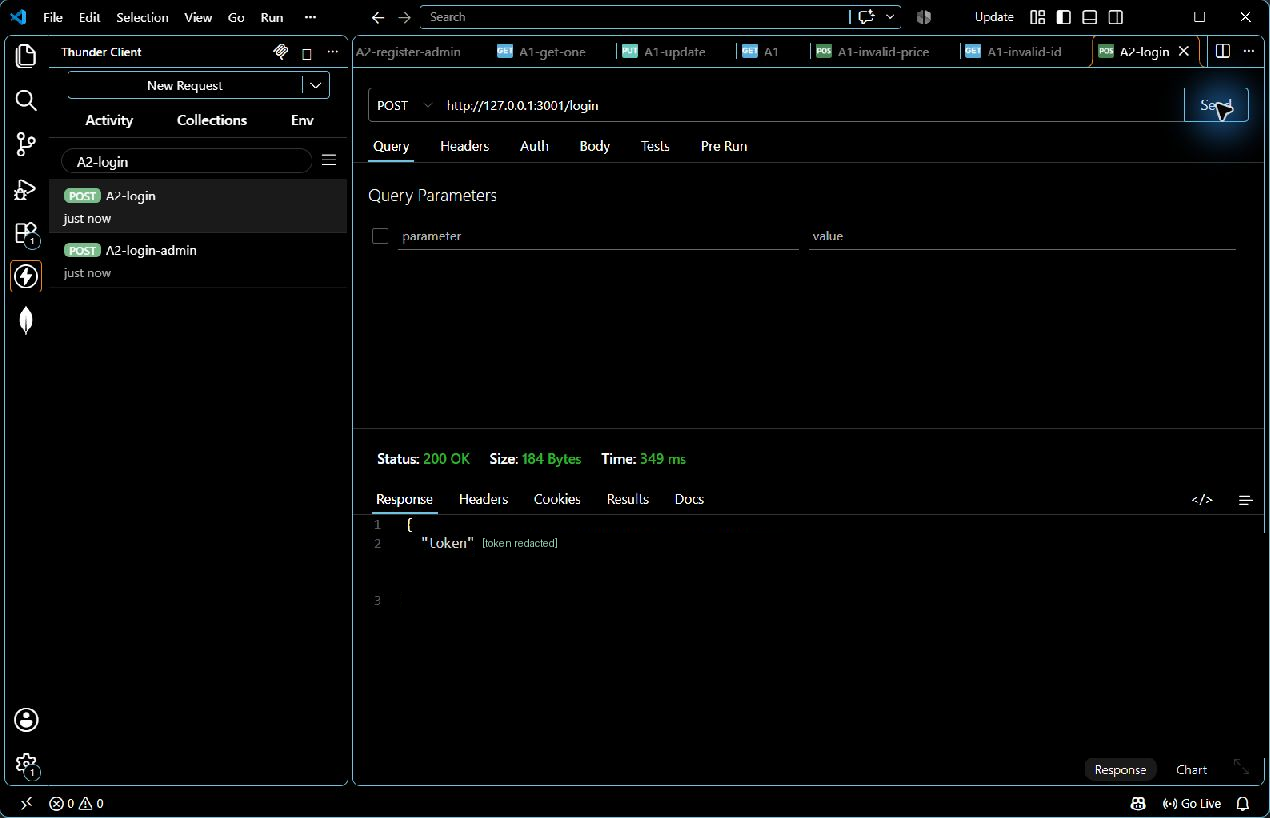 File Edit Selection View Go Run ··· Search Update
Thunder Client ···
A2-register-admin GET A1-get-one PUT A1-update GET A1 POS A1-invalid-price GET A1-invalid-id POS A2-login ···
New Request
POST http://127.0.0.1:3001/login Send
Activity Collections Env
Query Headers Auth Body Tests Pre Run
A2-login
POST A2-login
just now
POST A2-login-admin
just now
Query Parameters
parameter value
Status: 200 OK Size: 184 Bytes Time: 349 ms
Response Headers Cookies Results Docs </>
1 {
2 "token" [token redacted]
3
Response Chart
1
1
0 0 Go Live